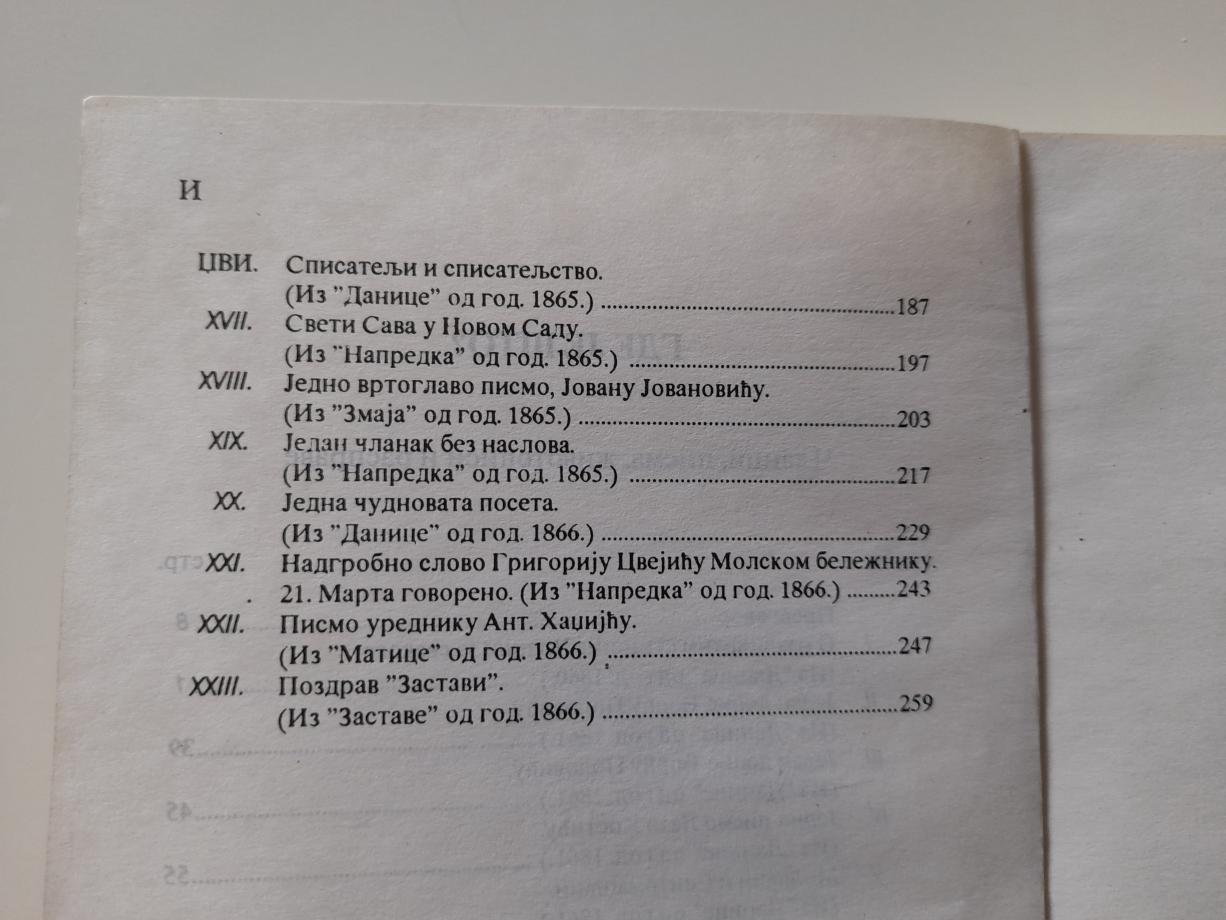 И
ЏВИ. Списатељи и списатељство.
(Из "Данице" од год. 1865.) ..........187
XVII. Свети Сава у Новом Саду.
(Из "Напредка" од год. 1865.) ..........197
XVIII. Једно вртоглаво писмо, Јовану Јовановићу.
(Из "Змаја" од год. 1865.) ..........203
XIX. Један чланак без наслова.
(Из "Напредка" од год. 1865.) ..........217
XX. Једна чудновата посета.
(Из "Данице" од год. 1866.) ..........229
XXI. Надгробно слово Григорију Цвејићу Молском бележнику.
21. Марта говорено. (Из "Напредка" од год. 1866.) .........243
XXII. Писмо уреднику Ант. Хаџијћу.
(Из "Матице" од год. 1866.) ..........247
XXIII. Поздрав "Застави".
(Из "Заставе" од год. 1866.) ..........259